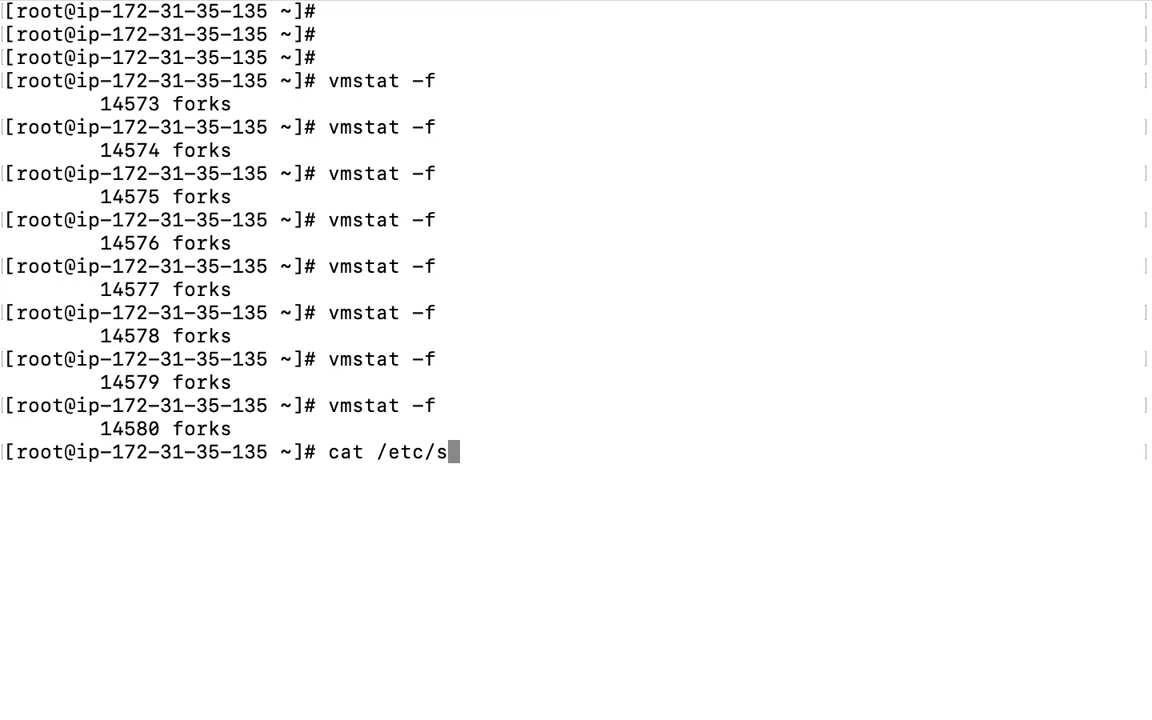 [root@ip-172-31-35-135 ~]#
[root@ip-172-31-35-135 ~]#
[root@ip-172-31-35-135 ~]#
[root@ip-172-31-35-135 ~]# vmstat -f
14573 forks
[root@ip-172-31-35-135 ~]# vmstat -f
14574 forks
[root@ip-172-31-35-135 ~]# vmstat -f
14575 forks
[root@ip-172-31-35-135 ~]# vmstat -f
14576 forks
[root@ip-172-31-35-135 ~]# vmstat -f
14577 forks
[root@ip-172-31-35-135 ~]# vmstat -f
14578 forks
[root@ip-172-31-35-135 ~]# vmstat -f
14579 forks
[root@ip-172-31-35-135 ~]# vmstat -f
14580 forks
[root@ip-172-31-35-135 ~]# cat /etc/s